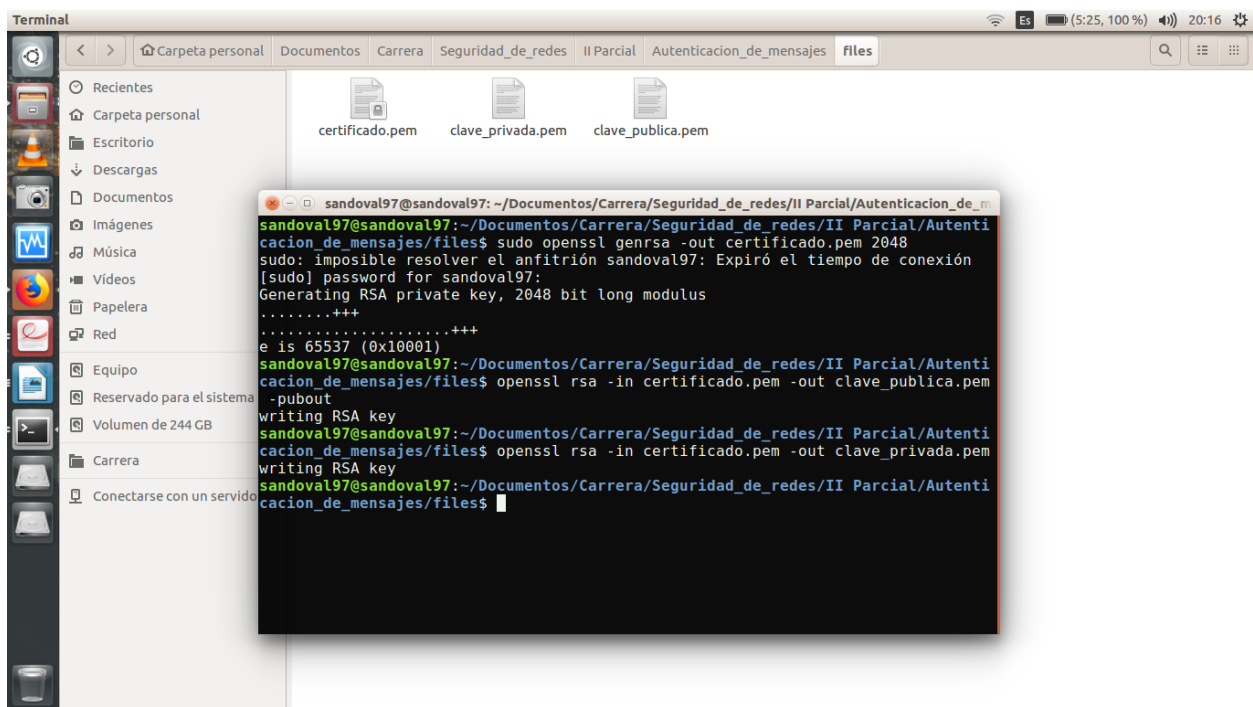 Terminal
Es (5:25, 100 %) 20:16
Carpeta personal Documentos Carrera Seguridad_de_redes II Parcial Autenticacion_de_mensajes files
Recientes
Carpeta personal
Escritorio
Descargas
Documentos
Imágenes
Música
Vídeos
Papelera
Red
Equipo
Reservado para el sistema
Volumen de 244 GB
Carrera
Conectarse con un servido
certificado.pem clave_privada.pem clave_publica.pem
sandoval97@sandoval97: ~/Documentos/Carrera/Seguridad_de_redes/II Parcial/Autenticacion_de_m
sandoval97@sandoval97:~/Documentos/Carrera/Seguridad_de_redes/II Parcial/Autenti
cacion_de_mensajes/files$ sudo openssl genrsa -out certificado.pem 2048
sudo: imposible resolver el anfitrión sandoval97: Expiró el tiempo de conexión
[sudo] password for sandoval97:
Generating RSA private key, 2048 bit long modulus
........+++
.....................+++
e is 65537 (0x10001)
sandoval97@sandoval97:~/Documentos/Carrera/Seguridad_de_redes/II Parcial/Autenti
cacion_de_mensajes/files$ openssl rsa -in certificado.pem -out clave_publica.pem
-pubout
writing RSA key
sandoval97@sandoval97:~/Documentos/Carrera/Seguridad_de_redes/II Parcial/Autenti
cacion_de_mensajes/files$ openssl rsa -in certificado.pem -out clave_privada.pem
writing RSA key
sandoval97@sandoval97:~/Documentos/Carrera/Seguridad_de_redes/II Parcial/Autenti
cacion_de_mensajes/files$